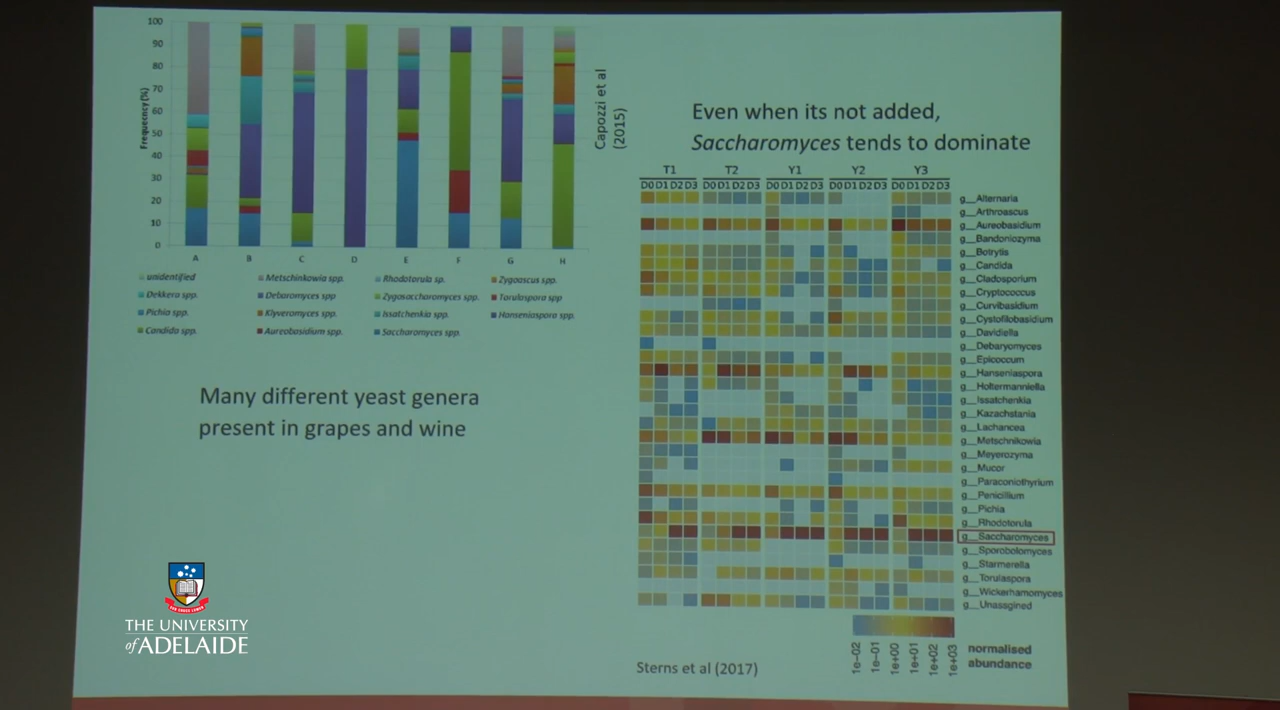 100
90
80
70
60
50
40
30
20
10
0
Frequency (%)
A B C D E F G H
unidentified Metschinkowia spp. Rhodotorula sp. Zygoascus spp.
Dekkera spp. Debaromyces spp Zygosaccharomyces spp. Torulaspora spp
Pichia spp. Klyveromyces spp. Issatchenkia spp. Hanseniaspora spp.
Candida spp. Aureobasidium spp. Saccharomyces spp.
Capozzi et al
(2015)
Many different yeast genera
present in grapes and wine
THE UNIVERSITY
of ADELAIDE
Even when its not added,
Saccharomyces tends to dominate
T1 T2 Y1 Y2 Y3
D0 D1 D2 D3 D0 D1 D2 D3 D0 D1 D2 D3 D0 D1 D2 D3 D0 D1 D2 D3
g__Alternaria
g__Arthroascus
g__Aureobasidium
g__Bandoniozyma
g__Botrytis
g__Candida
g__Cladosporium
g__Cryptococcus
g__Curvibasidium
g__Cystofilobasidium
g__Davidiella
g__Debaryomyces
g__Epicoccum
g__Hanseniaspora
g__Holtermanniella
g__Issatchenkia
g__Kazachstania
g__Lachancea
g__Metschnikowia
g__Meyerozyma
g__Mucor
g__Paraconiothyrium
g__Penicillium
g__Pichia
g__Rhodotorula
g__Saccharomyces
g__Sporobolomyces
g__Starmerella
g__Torulaspora
g__Wickerhamomyces
g__Unassgined
1e-02
1e-01
1e+00
1e+01
1e+02
1e+03
normalised
abundance
Sterns et al (2017)